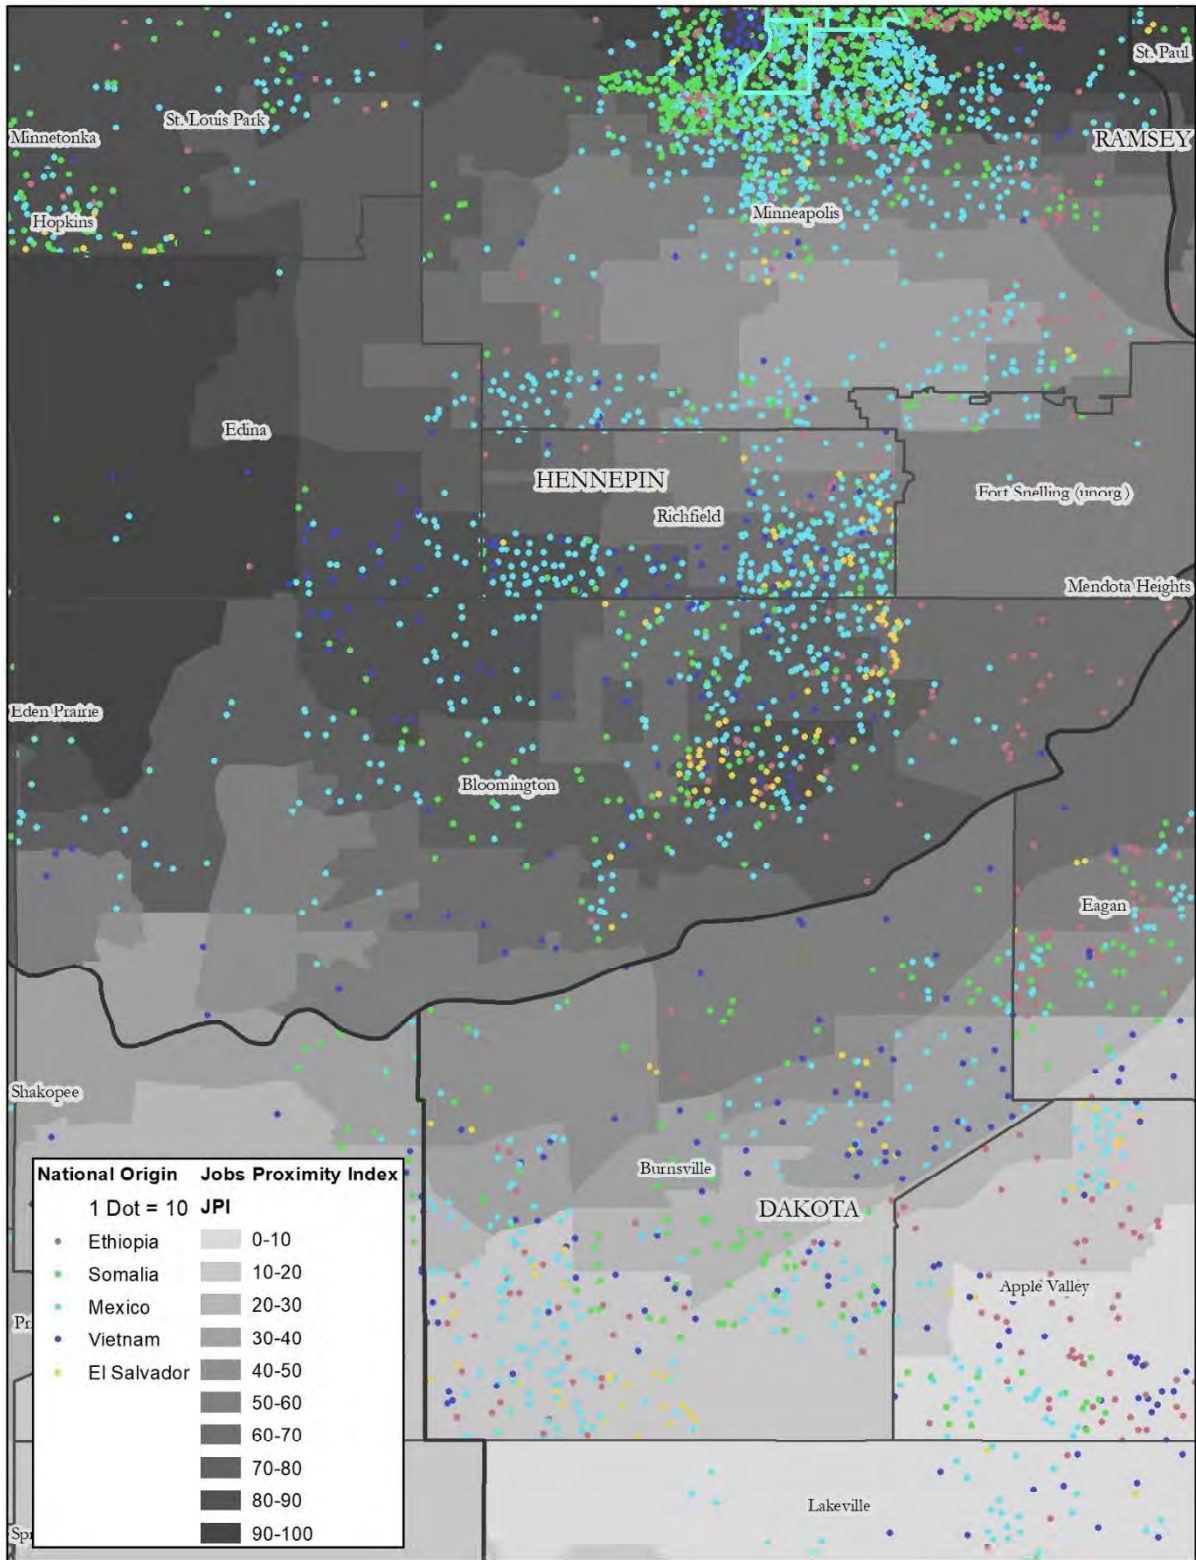 St. Paul
St. Louis Park
Minnetonka
RAMSEY
Hopkins
Minneapolis
Edina
HENNEPIN
Fort Snelling (unorg.)
Richfield
Mendota Heights
Eden Prairie
Bloomington
Eagan
Shakopee
Burnsville
DAKOTA
Apple Valley
Lakeville
Pr
Spr
National Origin Jobs Proximity Index
1 Dot = 10 JPI
Ethiopia 0-10
Somalia 10-20
Mexico 20-30
Vietnam 30-40
El Salvador 40-50
50-60
60-70
70-80
80-90
90-100